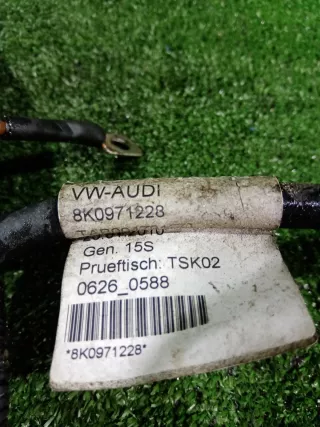 VW-AUDI
8K0971228
Gen. 15S
Prueftisch: TSK02
0626_0588
*8K0971228*